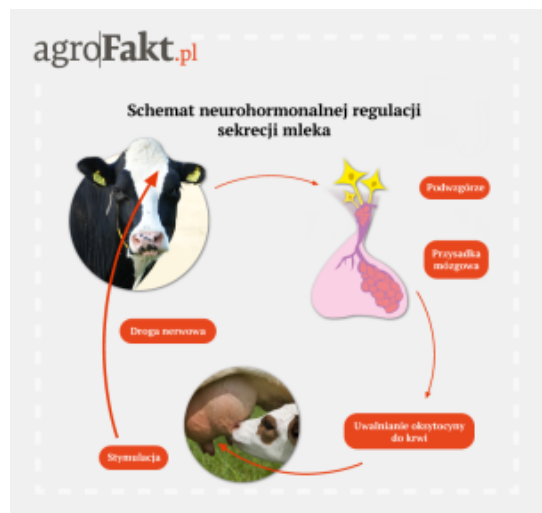 agroFakt.pl
Schemat neurohormonalnej regulacji
sekrecji mleka
Podwzgórze
Przysadka
mózgowa
Droga nerwowa
Uwalnianie oksytocyny
do krwi
Stymulacja